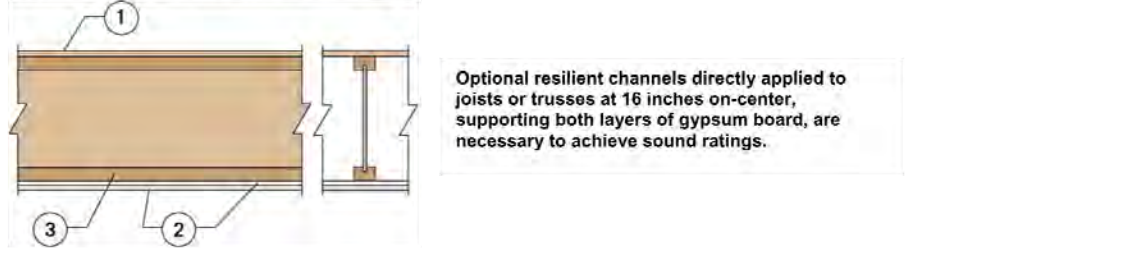 1
Optional resilient channels directly applied to
joists or trusses at 16 inches on-center,
supporting both layers of gypsum board, are
necessary to achieve sound ratings.
3
2